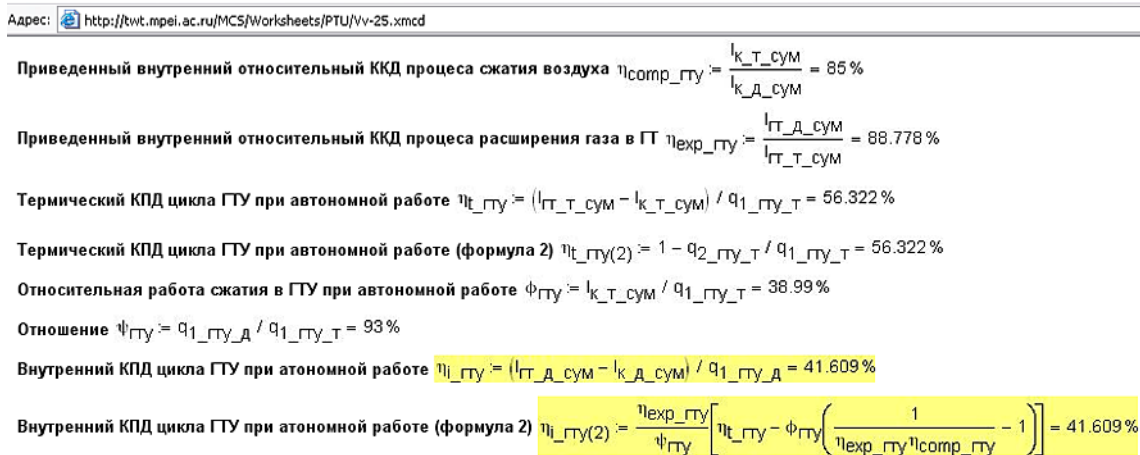 Адрес: http://twt.mpei.ac.ru/MCS/Worksheets/PTU/Vv-25.xmcd
Приведенный внутренний относительный ККД процеса сжатия воздуха η_comp_гту := l_к_т_сум / l_к_д_сум = 85 %
Приведенный внутренний относительный ККД процеса расширения газа в ГТ η_exp_гту := l_гт_д_сум / l_гт_т_сум = 88.778 %
Термический КПД цикла ГТУ при автономной работе η_t_гту := (l_гт_т_сум − l_к_т_сум) / q_1_гту_т = 56.322 %
Термический КПД цикла ГТУ при автономной работе (формула 2) η_t_гту(2) := 1 − q_2_гту_т / q_1_гту_т = 56.322 %
Относительная работа сжатия в ГТУ при автономной работе ϕ_гту := l_к_т_сум / q_1_гту_т = 38.99 %
Отношение ψ_гту := q_1_гту_д / q_1_гту_т = 93 %
Внутренний КПД цикла ГТУ при атономной работе η_i_гту := (l_гт_д_сум − l_к_д_сум) / q_1_гту_д = 41.609 %
Внутренний КПД цикла ГТУ при атономной работе (формула 2) η_i_гту(2) := η_exp_гту / ψ_гту [η_t_гту − ϕ_гту (1 / (η_exp_гту η_comp_гту) − 1)] = 41.609 %